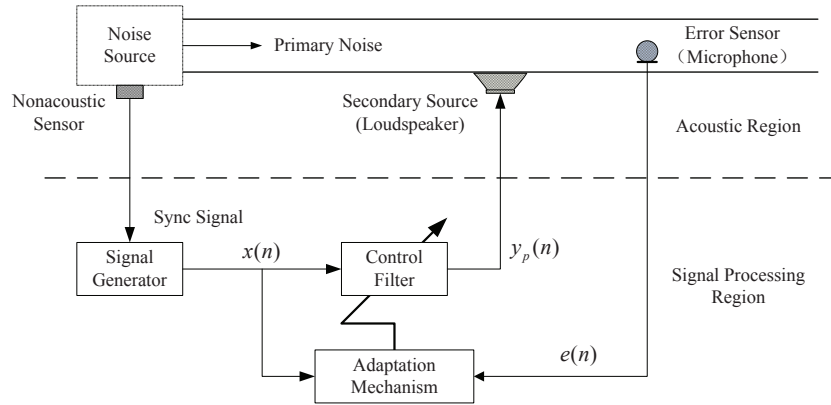 Noise
Source
Primary Noise
Error Sensor
（Microphone）
Nonacoustic
Sensor
Secondary Source
(Loudspeaker)
Acoustic Region
Sync Signal
Signal
Generator
x(n)
Control
Filter
y_p(n)
Signal Processing
Region
Adaptation
Mechanism
e(n)